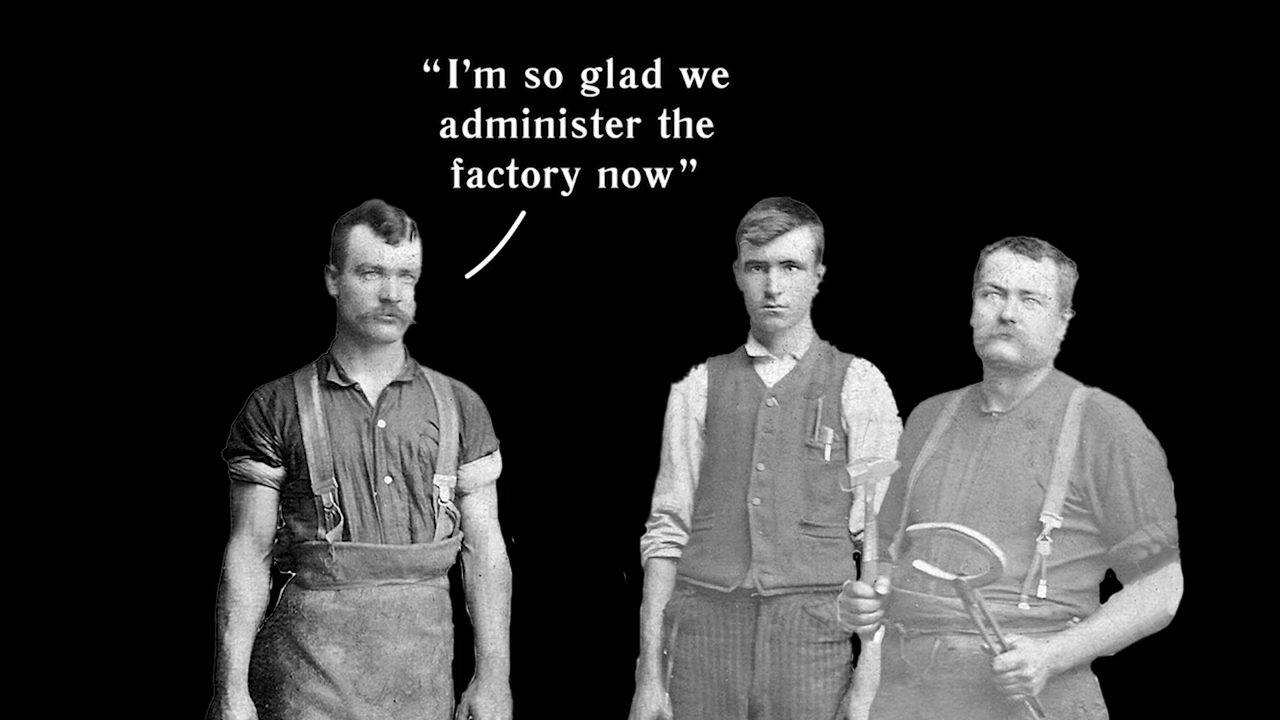 “I’m so glad we
administer the
factory now”